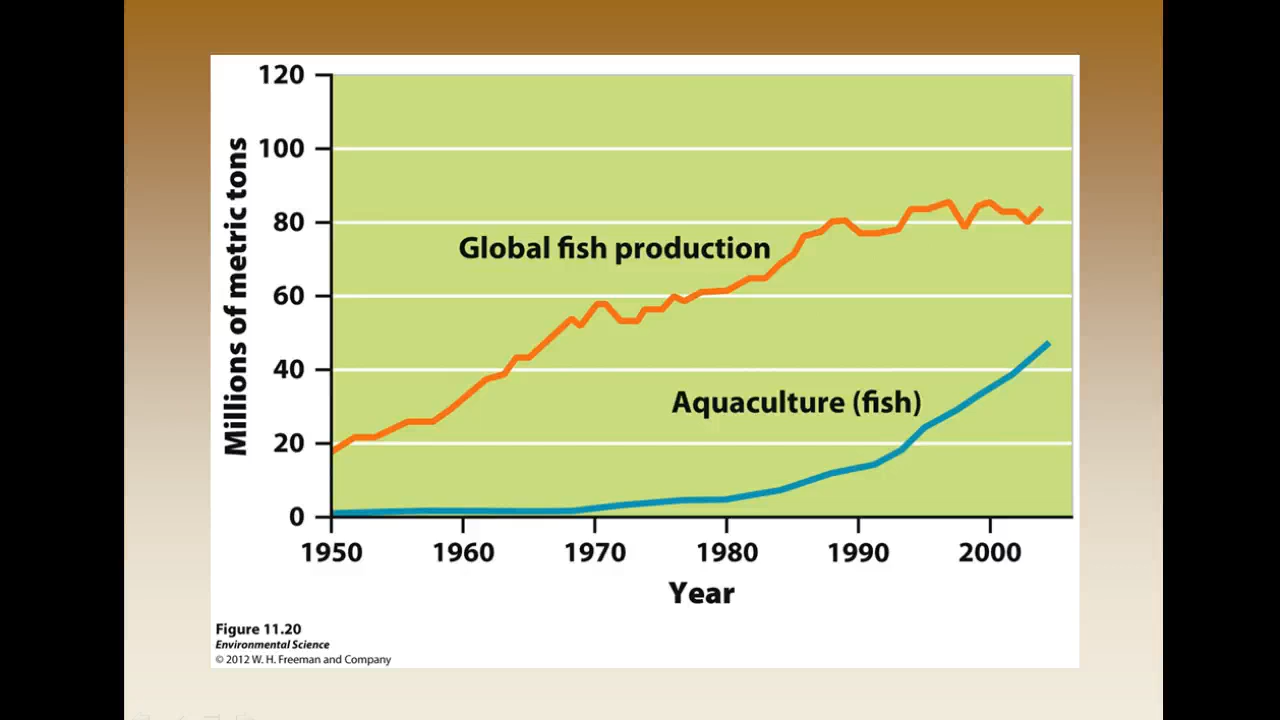 120
100
80
60
40
20
0
Millions of metric tons
Global fish production
Aquaculture (fish)
1950 1960 1970 1980 1990 2000
Year
Figure 11.20
Environmental Science
© 2012 W. H. Freeman and Company